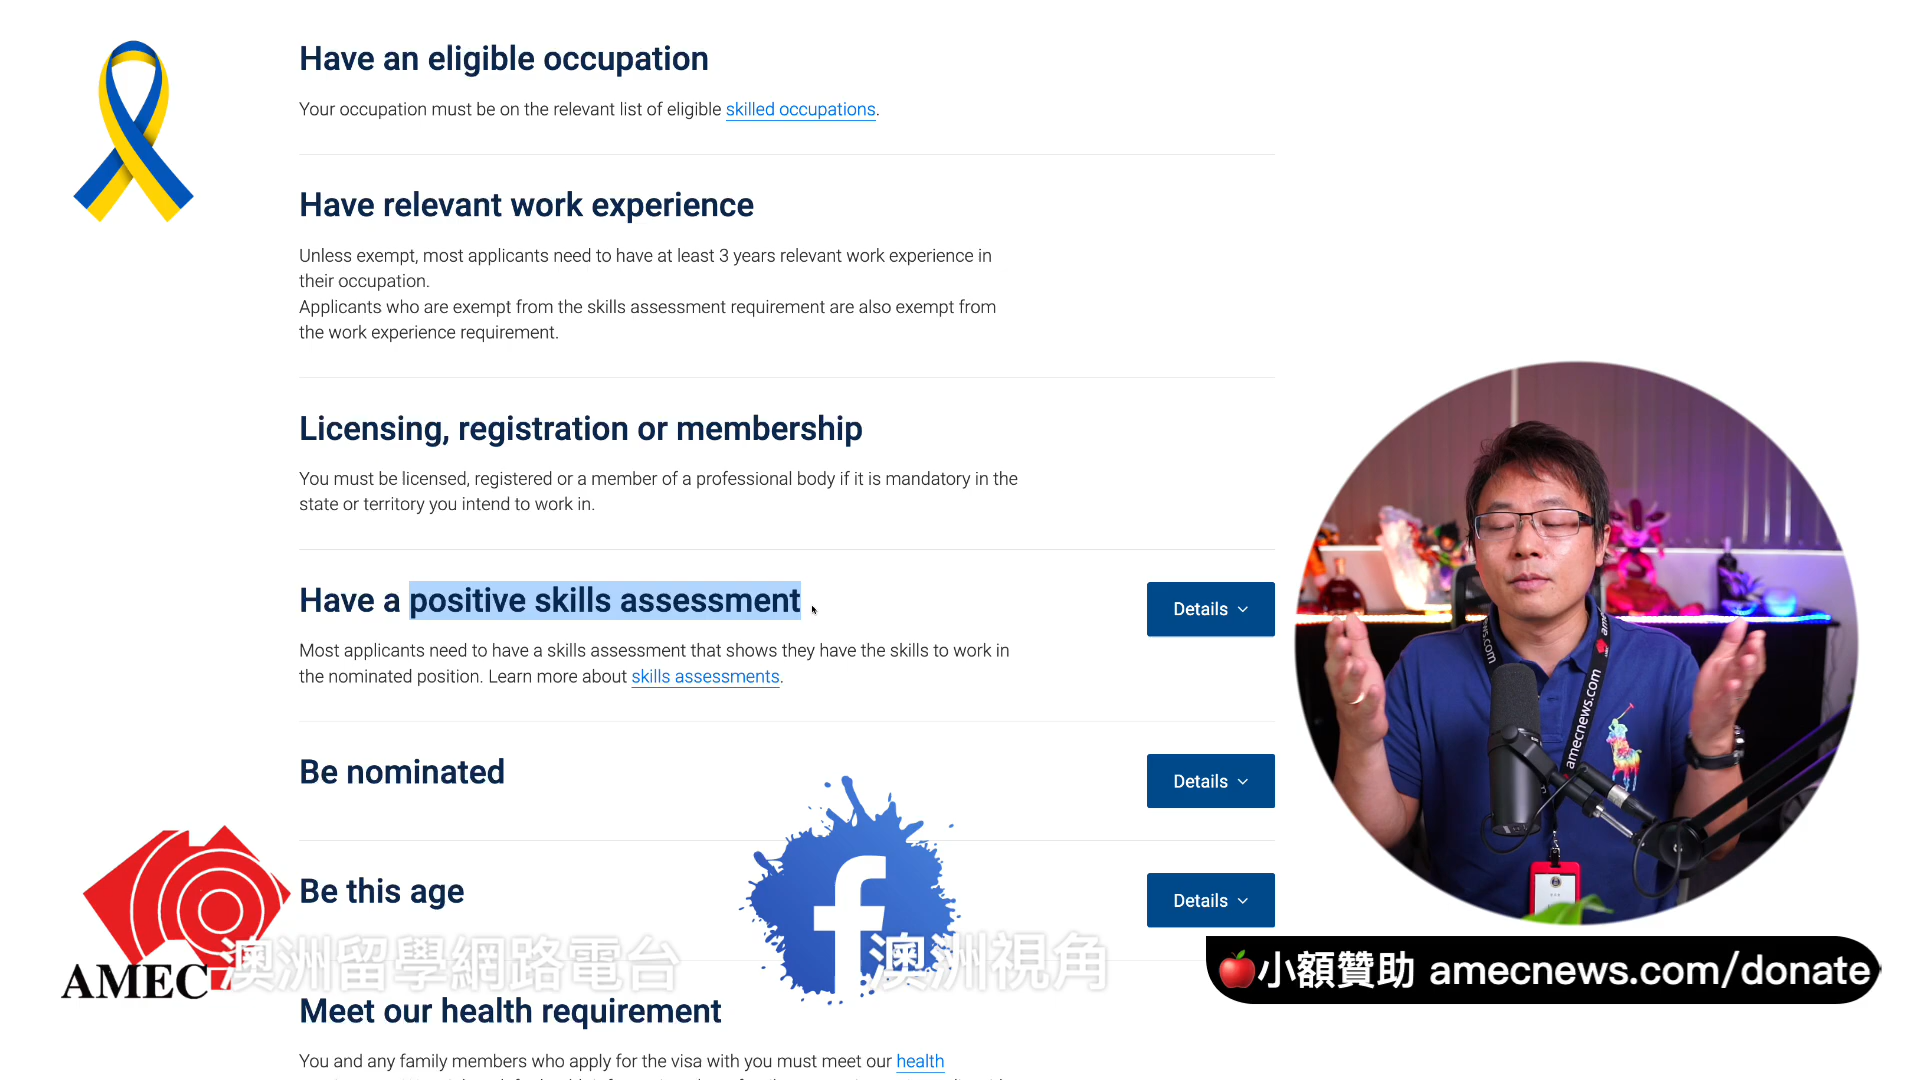 Have an eligible occupation
Your occupation must be on the relevant list of eligible skilled occupations.
Have relevant work experience
Unless exempt, most applicants need to have at least 3 years relevant work experience in
their occupation.
Applicants who are exempt from the skills assessment requirement are also exempt from
the work experience requirement.
Licensing, registration or membership
You must be licensed, registered or a member of a professional body if it is mandatory in the
state or territory you intend to work in.
Have a positive skills assessment
Details
Most applicants need to have a skills assessment that shows they have the skills to work in
the nominated position. Learn more about skills assessments.
Be nominated
Details
Be this age
Details
Meet our health requirement
You and any family members who apply for the visa with you must meet our health
AMEC
澳洲留學網路電台
f
澳洲視角
小額贊助 amecnews.com/donate
s.com
am
amecnews.com